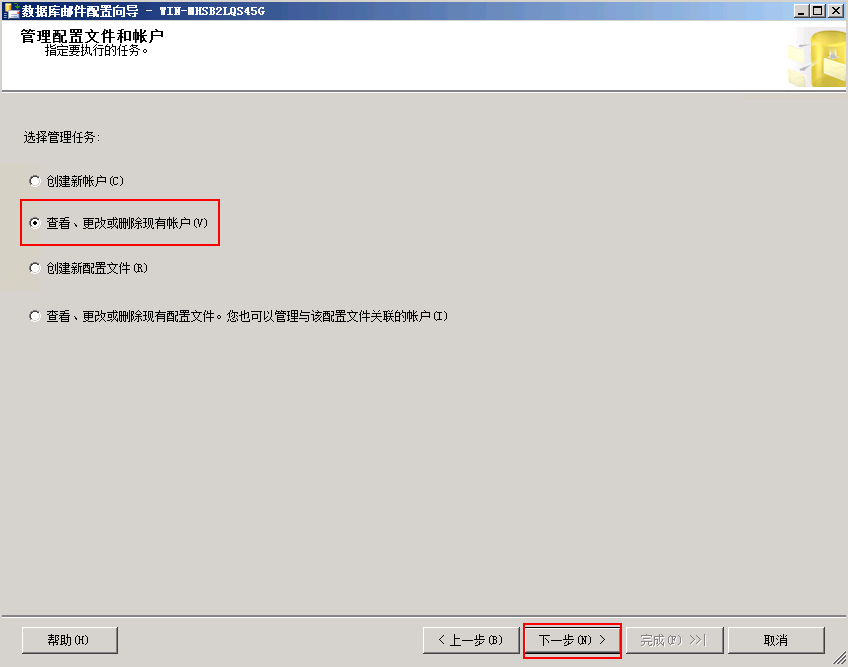 数据库邮件配置向导 - WIN-MHSB2LQS45G
管理配置文件和帐户
指定要执行的任务。
选择管理任务:
创建新帐户(C)
查看、更改或删除现有帐户(V)
创建新配置文件(R)
查看、更改或删除现有配置文件。您也可以管理与该配置文件关联的帐户(I)
帮助(H)
< 上一步(B)
下一步(N) >
完成(F) >>|
取消